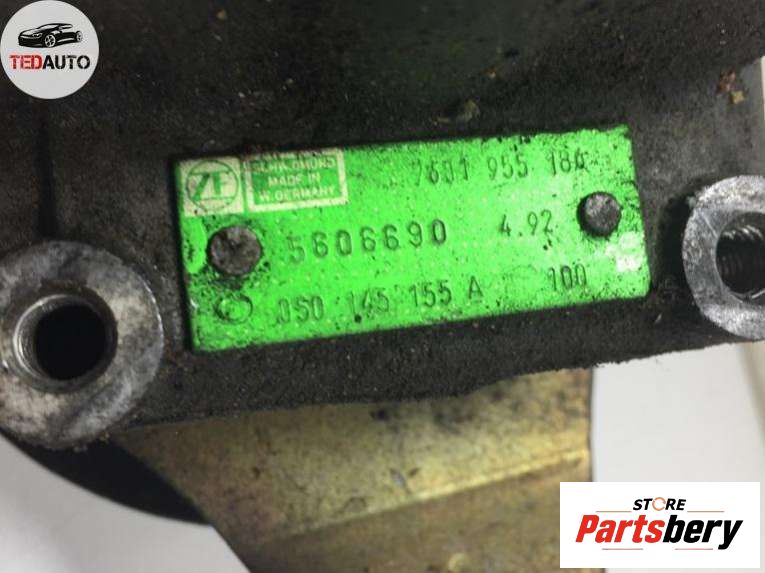 TEDAUTO
ZF
MADE IN
W. GERMANY
7681 955 184
5606690 4.92
050 145 155 A 100
STORE
Partsbery